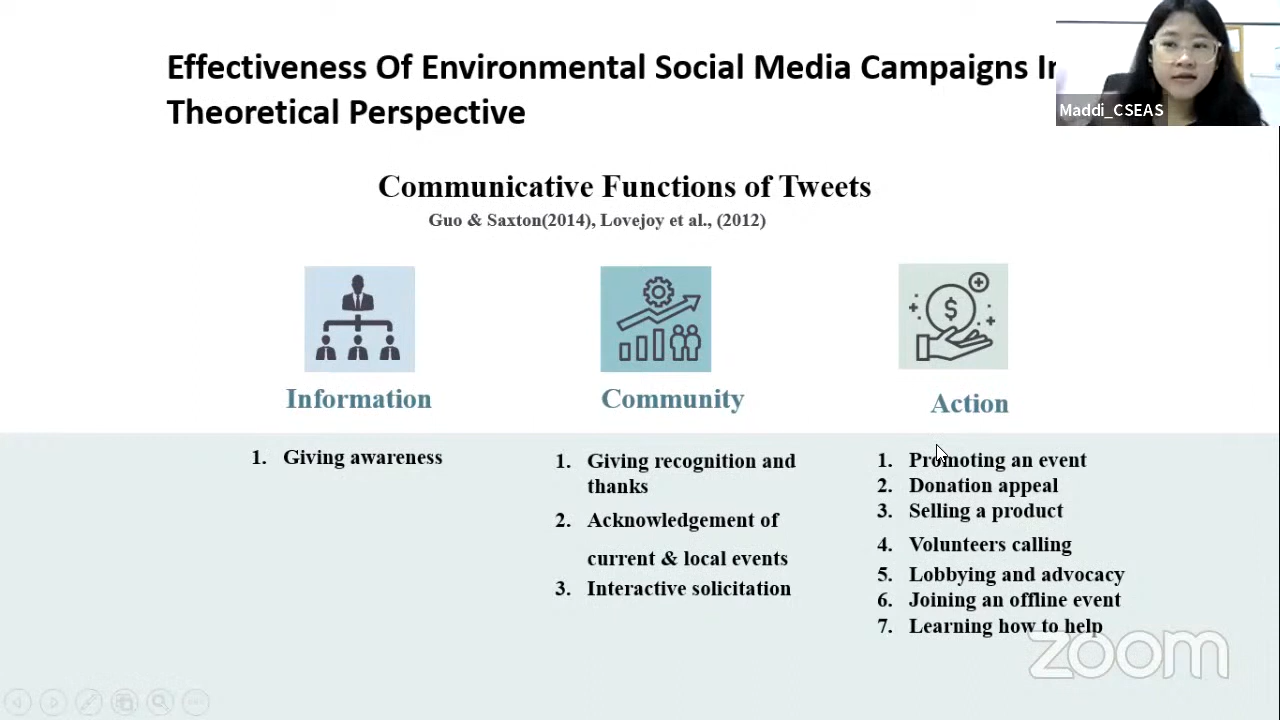 Effectiveness Of Environmental Social Media Campaigns In
Theoretical Perspective
Maddi_CSEAS
Communicative Functions of Tweets
Guo & Saxton(2014), Lovejoy et al., (2012)
Information
1. Giving awareness
Community
1. Giving recognition and
thanks
2. Acknowledgement of
current & local events
3. Interactive solicitation
Action
1. Promoting an event
2. Donation appeal
3. Selling a product
4. Volunteers calling
5. Lobbying and advocacy
6. Joining an offline event
7. Learning how to help
zoom